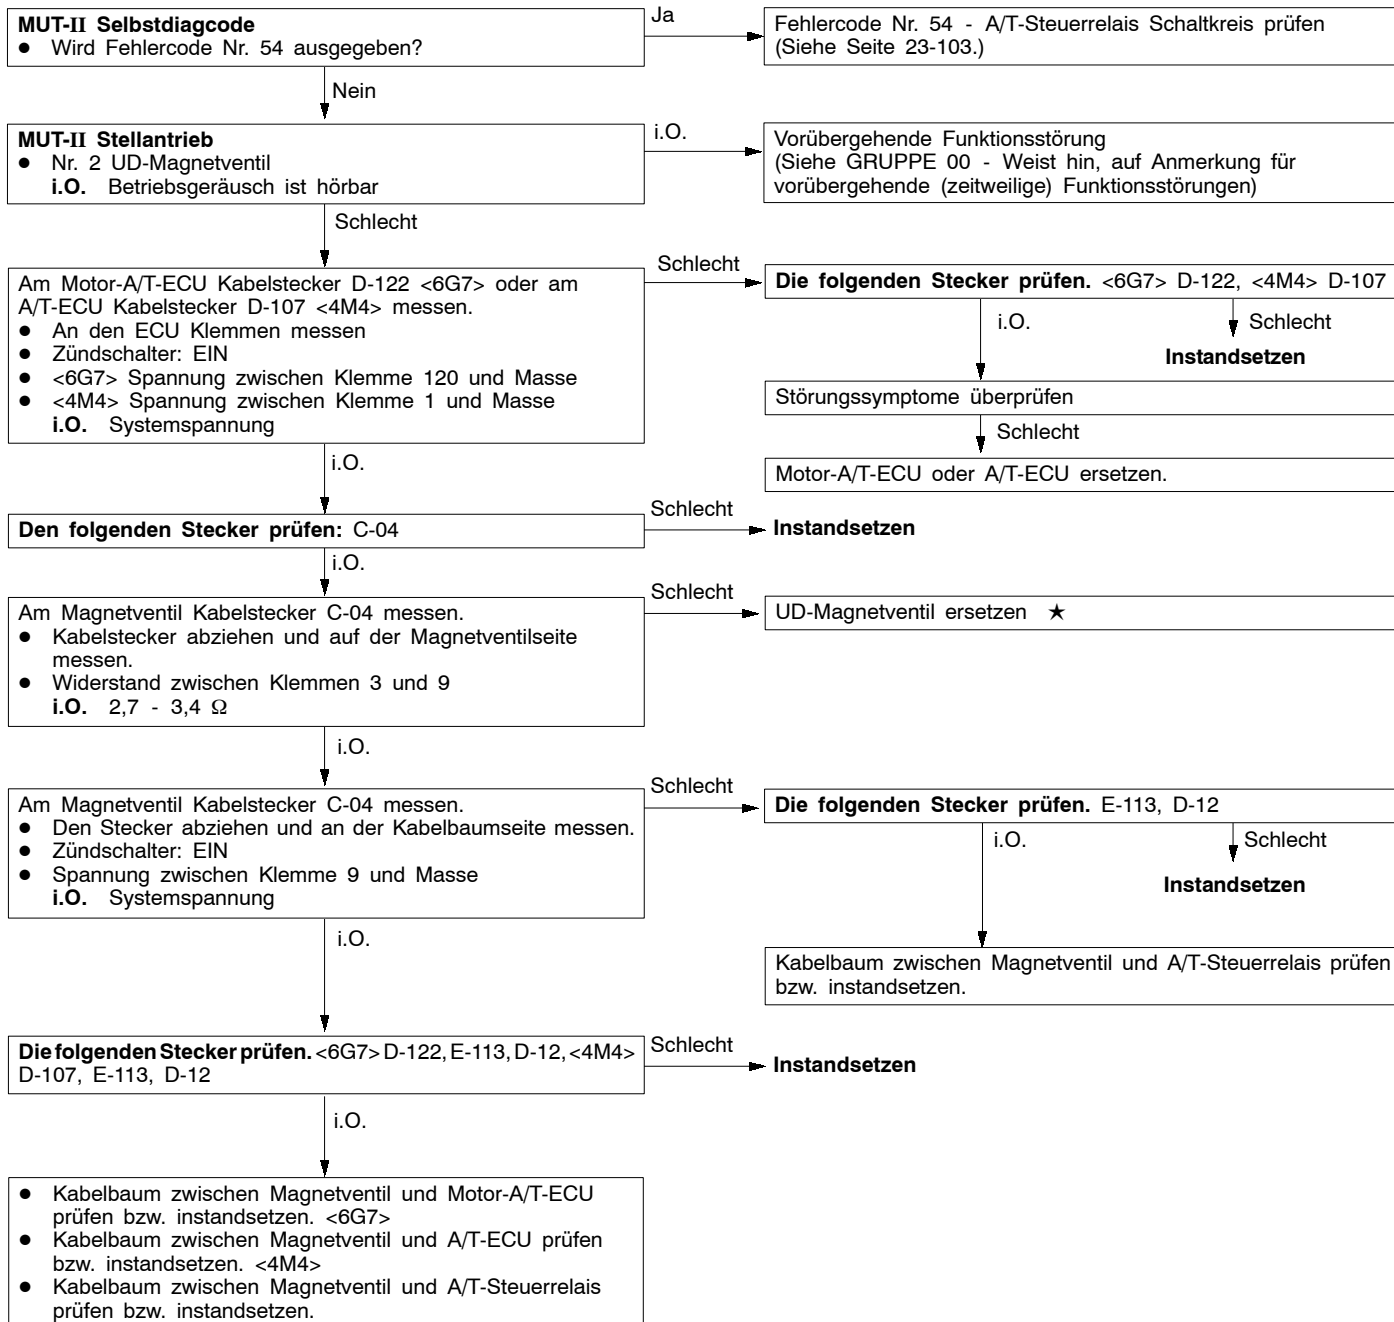 MUT-II Selbstdiagcode
● Wird Fehlercode Nr. 54 ausgegeben?
Ja
Fehlercode Nr. 54 - A/T-Steuerrelais Schaltkreis prüfen
(Siehe Seite 23-103.)
Nein
MUT-II Stellantrieb
● Nr. 2 UD-Magnetventil
i.O. Betriebsgeräusch ist hörbar
i.O.
Vorübergehende Funktionsstörung
(Siehe GRUPPE 00 - Weist hin, auf Anmerkung für
vorübergehende (zeitweilige) Funktionsstörungen)
Schlecht
Am Motor-A/T-ECU Kabelstecker D-122 <6G7> oder am
A/T-ECU Kabelstecker D-107 <4M4> messen.
● An den ECU Klemmen messen
● Zündschalter: EIN
● <6G7> Spannung zwischen Klemme 120 und Masse
● <4M4> Spannung zwischen Klemme 1 und Masse
i.O. Systemspannung
Schlecht
Die folgenden Stecker prüfen. <6G7> D-122, <4M4> D-107
i.O.
Schlecht
Instandsetzen
Störungssymptome überprüfen
Schlecht
Motor-A/T-ECU oder A/T-ECU ersetzen.
i.O.
Den folgenden Stecker prüfen: C-04
Schlecht
Instandsetzen
i.O.
Am Magnetventil Kabelstecker C-04 messen.
● Kabelstecker abziehen und auf der Magnetventilseite
messen.
● Widerstand zwischen Klemmen 3 und 9
i.O. 2,7 - 3,4 Ω
Schlecht
UD-Magnetventil ersetzen ★
i.O.
Am Magnetventil Kabelstecker C-04 messen.
● Den Stecker abziehen und an der Kabelbaumseite messen.
● Zündschalter: EIN
● Spannung zwischen Klemme 9 und Masse
i.O. Systemspannung
Schlecht
Die folgenden Stecker prüfen. E-113, D-12
i.O.
Schlecht
Instandsetzen
Kabelbaum zwischen Magnetventil und A/T-Steuerrelais prüfen
bzw. instandsetzen.
i.O.
Die folgenden Stecker prüfen. <6G7> D-122, E-113, D-12, <4M4>
D-107, E-113, D-12
Schlecht
Instandsetzen
i.O.
● Kabelbaum zwischen Magnetventil und Motor-A/T-ECU
prüfen bzw. instandsetzen. <6G7>
● Kabelbaum zwischen Magnetventil und A/T-ECU prüfen
bzw. instandsetzen. <4M4>
● Kabelbaum zwischen Magnetventil und A/T-Steuerrelais
prüfen bzw. instandsetzen.